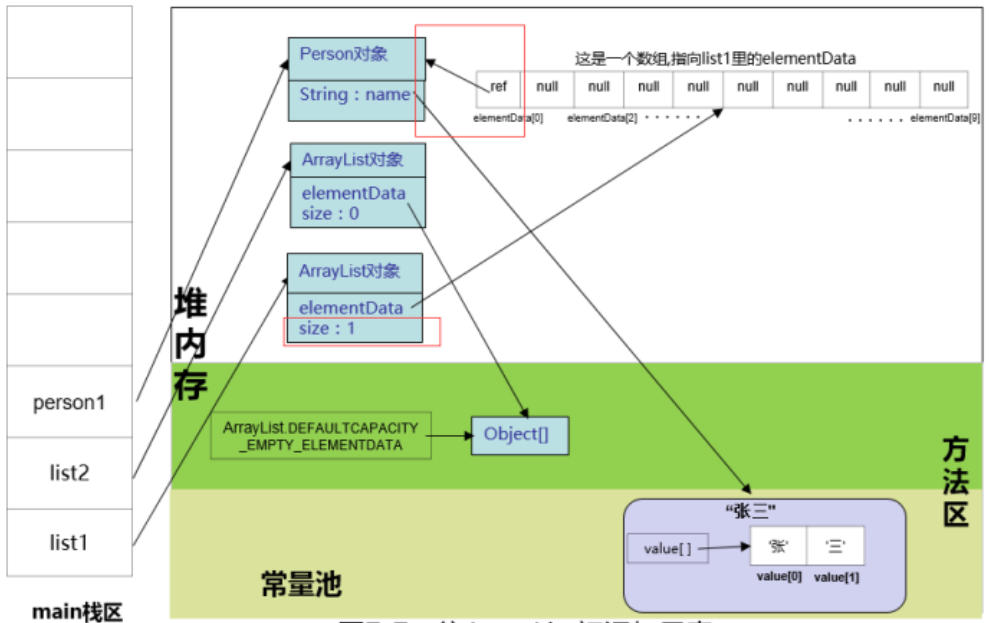 Person对象
String：name
这是一个数组,指向list1里的elementData
ref null null null null null null null null null
elementData[0] elementData[2] · · · · · · · · · · · · elementData[9]
ArrayList对象
elementData
size：0
ArrayList对象
elementData
size：1
堆内存
person1
list2
list1
main栈区
ArrayList.DEFAULTCAPACITY
_EMPTY_ELEMENTDATA
Object[]
方法区
"张三"
value[ ]
'张' '三'
value[0] value[1]
常量池